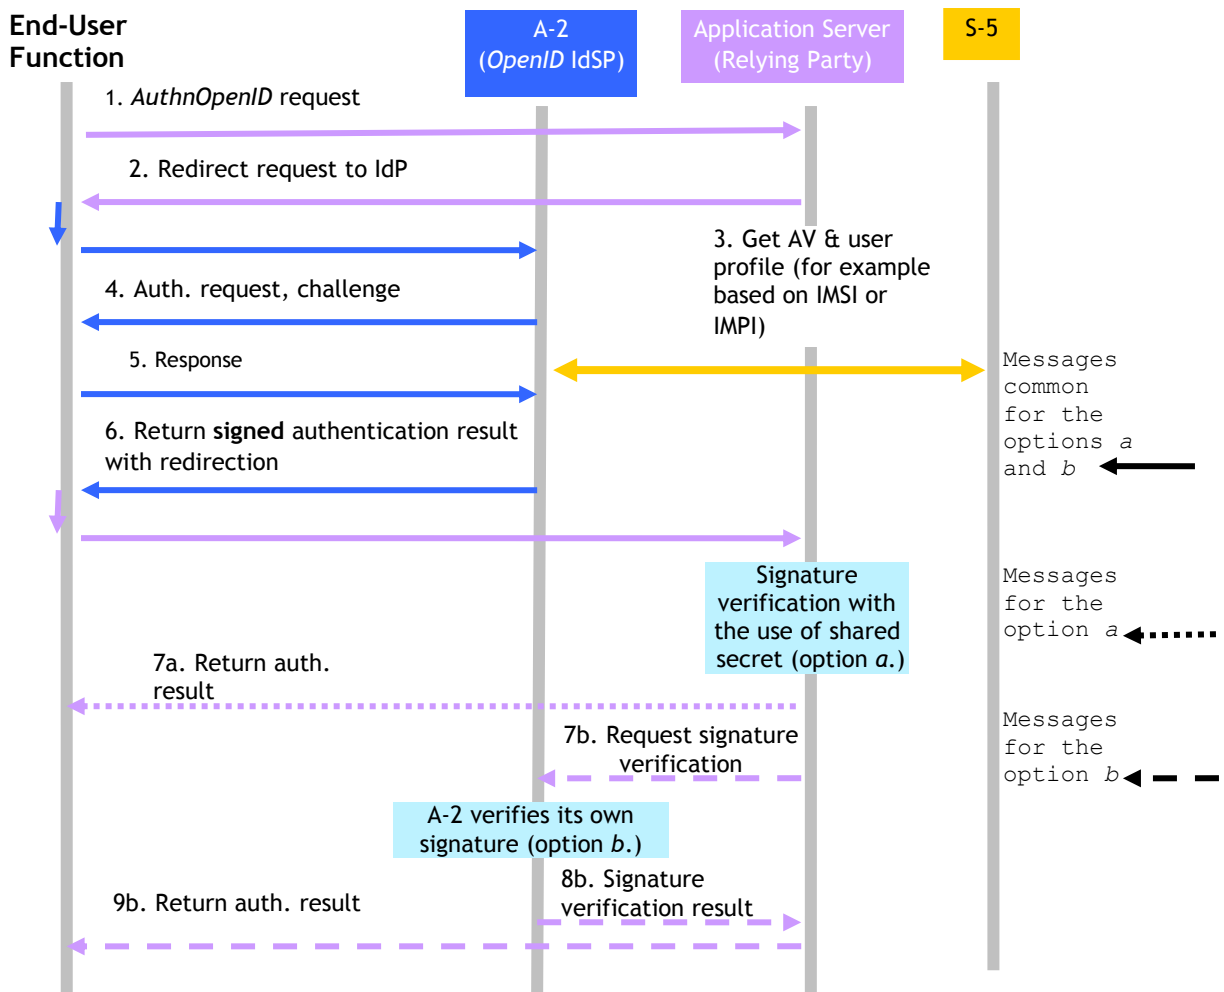 End-User
Function
A-2
(OpenID IdSP)
Application Server
(Relying Party)
S-5
1. AuthnOpenID request
2. Redirect request to IdP
3. Get AV & user
profile (for example
based on IMSI or
IMPI)
4. Auth. request, challenge
5. Response
Messages
common
for the
options a
and b
6. Return signed authentication result
with redirection
Signature
verification with
the use of shared
secret (option a.)
Messages
for the
option a
7a. Return auth.
result
7b. Request signature
verification
Messages
for the
option b
A-2 verifies its own
signature (option b.)
8b. Signature
verification result
9b. Return auth. result